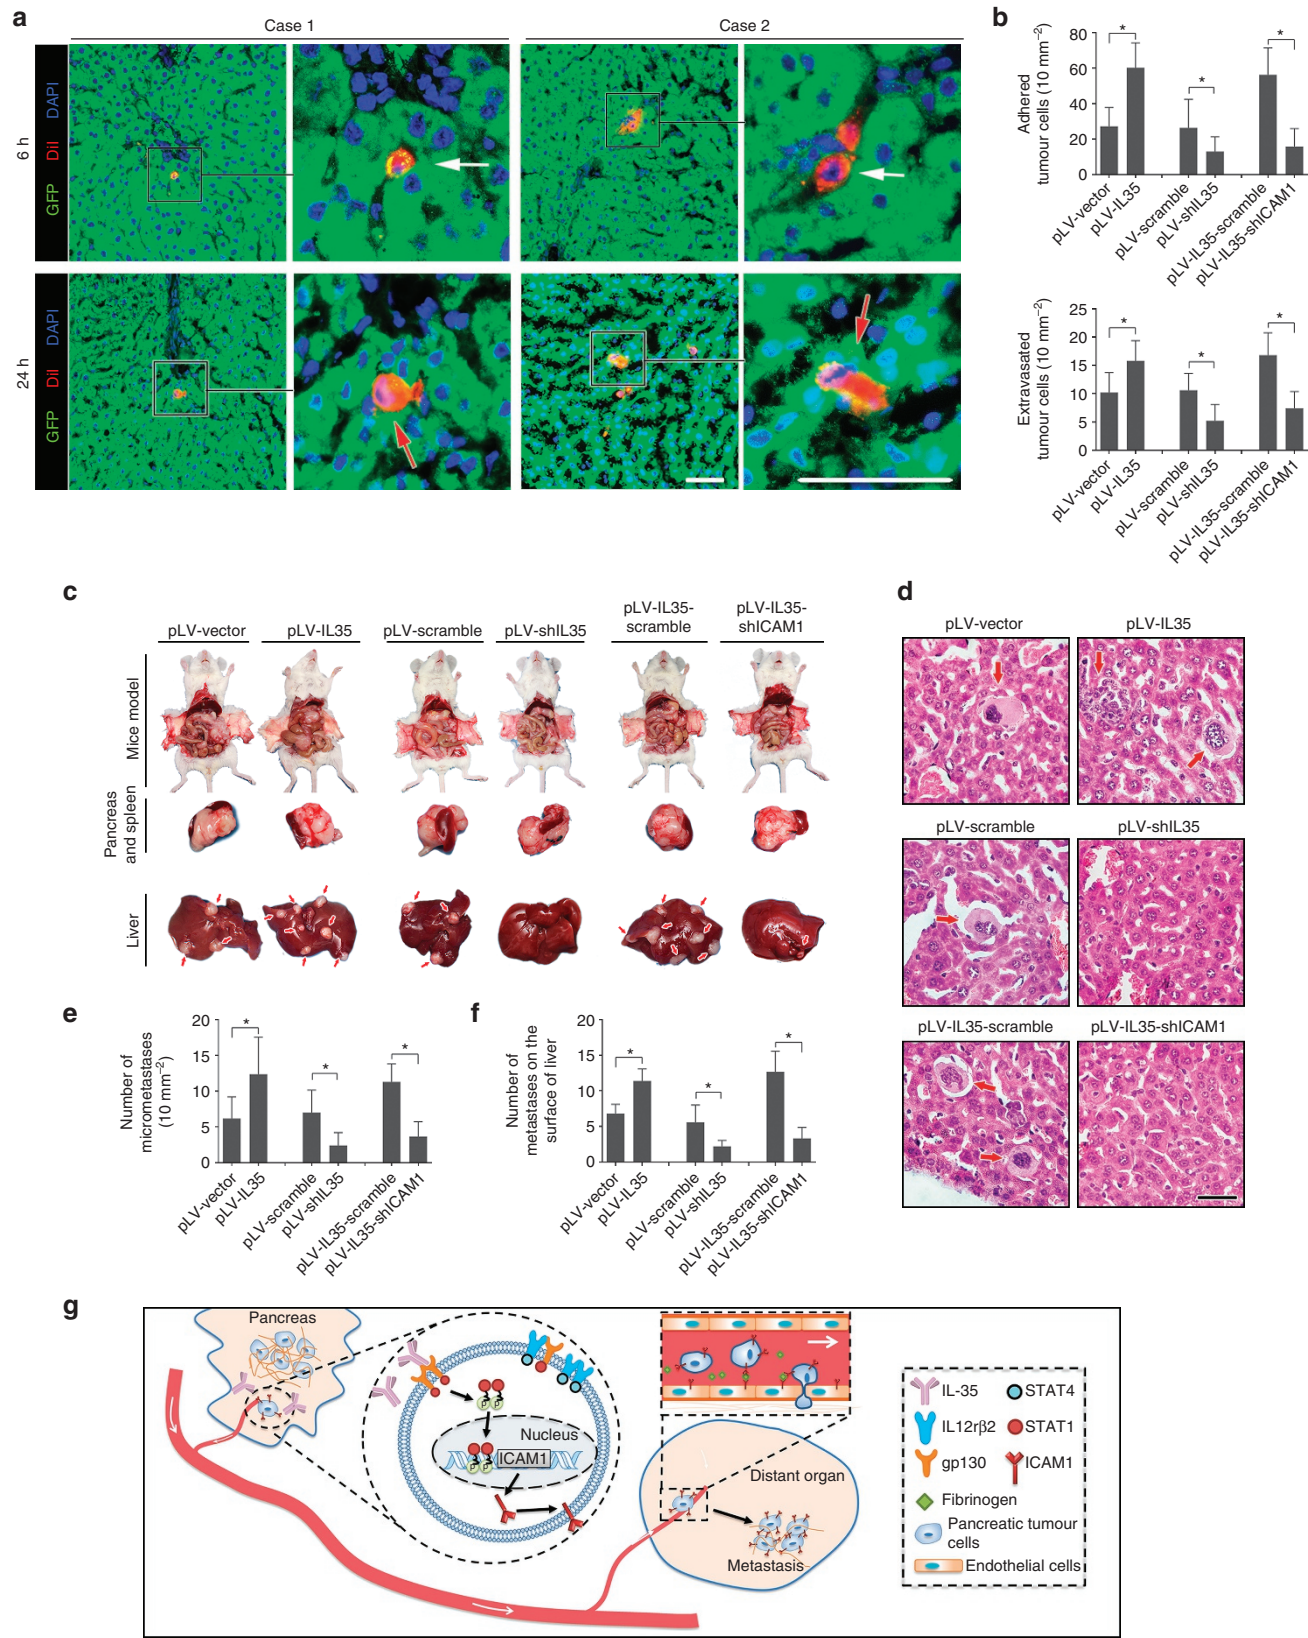 a
Case 1
Case 2
6 h
GFP DiI DAPI
24 h
GFP DiI DAPI
b
Adhered
tumour cells (10 mm−2)
80
60
40
20
0
*
*
*
pLV-vector
pLV-IL35
pLV-scramble
pLV-shIL35
pLV-IL35-scramble
pLV-IL35-shICAM1
Extravasated
tumour cells (10 mm−2)
25
20
15
10
5
0
*
*
*
pLV-vector
pLV-IL35
pLV-scramble
pLV-shIL35
pLV-IL35-scramble
pLV-IL35-shICAM1
c
pLV-vector
pLV-IL35
pLV-scramble
pLV-shIL35
pLV-IL35-
scramble
pLV-IL35-
shICAM1
Mice model
Pancreas
and spleen
Liver
d
pLV-vector
pLV-IL35
pLV-scramble
pLV-shIL35
pLV-IL35-scramble
pLV-IL35-shICAM1
e
Number of
micrometastases
(10 mm−2)
20
15
10
5
0
*
*
*
pLV-vector
pLV-IL35
pLV-scramble
pLV-shIL35
pLV-IL35-scramble
pLV-IL35-shICAM1
f
Number of
metastases on the
surface of liver
20
15
10
5
0
*
*
*
pLV-vector
pLV-IL35
pLV-scramble
pLV-shIL35
pLV-IL35-scramble
pLV-IL35-shICAM1
g
Pancreas
P P
Nucleus
P P
ICAM1
Distant organ
Metastasis
IL-35
STAT4
IL12rβ2
STAT1
gp130
ICAM1
Fibrinogen
Pancreatic tumour
cells
Endothelial cells